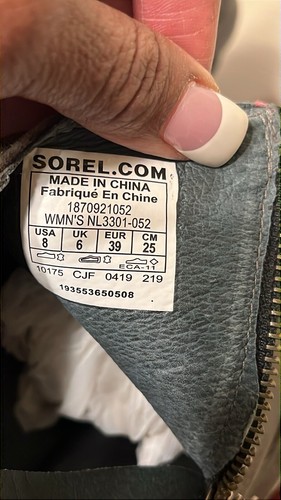 SOREL.COM
MADE IN CHINA
Fabriqué En Chine
1870921052
WMN'S NL3301-052
USA UK EUR CM
8 6 39 25
ECA-11
10175 CJF 0419 219
193553650508